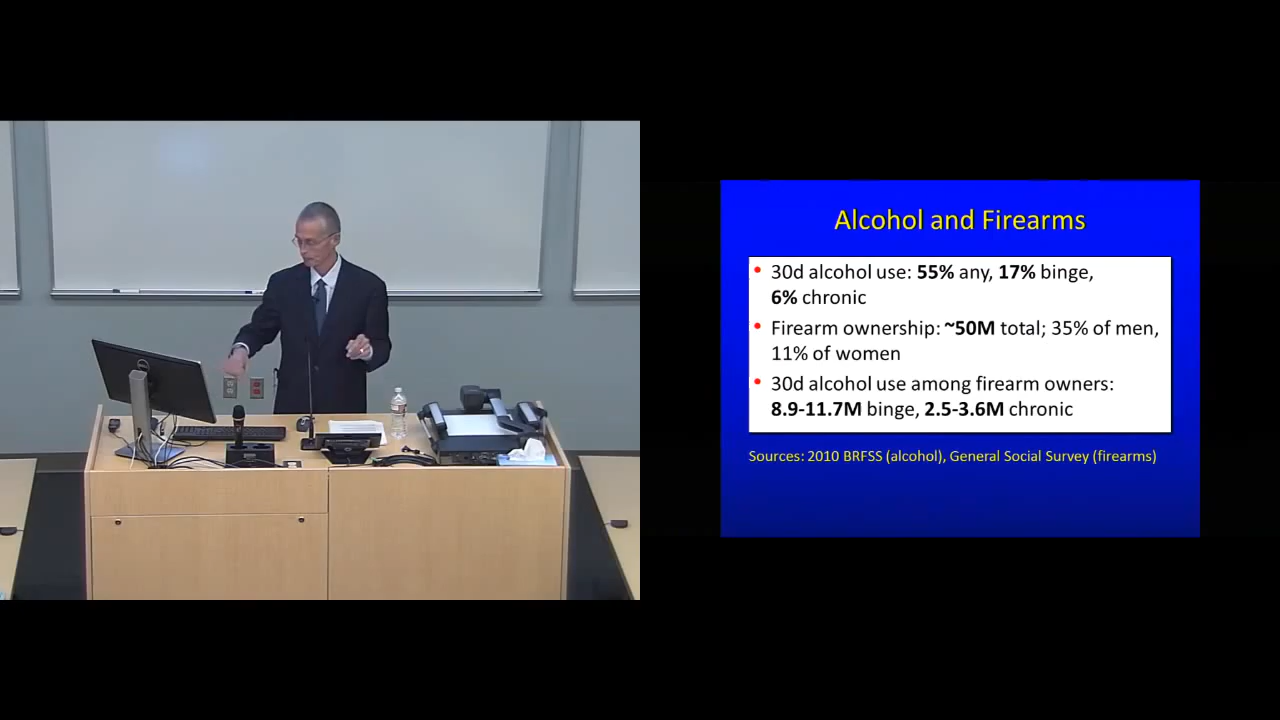 Alcohol and Firearms
• 30d alcohol use: 55% any, 17% binge,
6% chronic
• Firearm ownership: ~50M total; 35% of men,
11% of women
• 30d alcohol use among firearm owners:
8.9-11.7M binge, 2.5-3.6M chronic
Sources: 2010 BRFSS (alcohol), General Social Survey (firearms)